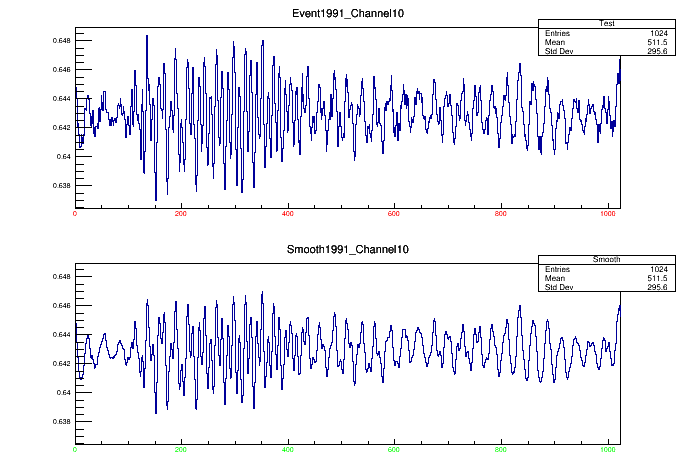 Event1991_Channel10
Test
Entries 1024
Mean 511.5
Std Dev 295.6
0.648
0.646
0.644
0.642
0.64
0.638
0 200 400 600 800 1000
Smooth1991_Channel10
Smooth
Entries 1024
Mean 511.5
Std Dev 295.6
0.648
0.646
0.644
0.642
0.64
0.638
0 200 400 600 800 1000